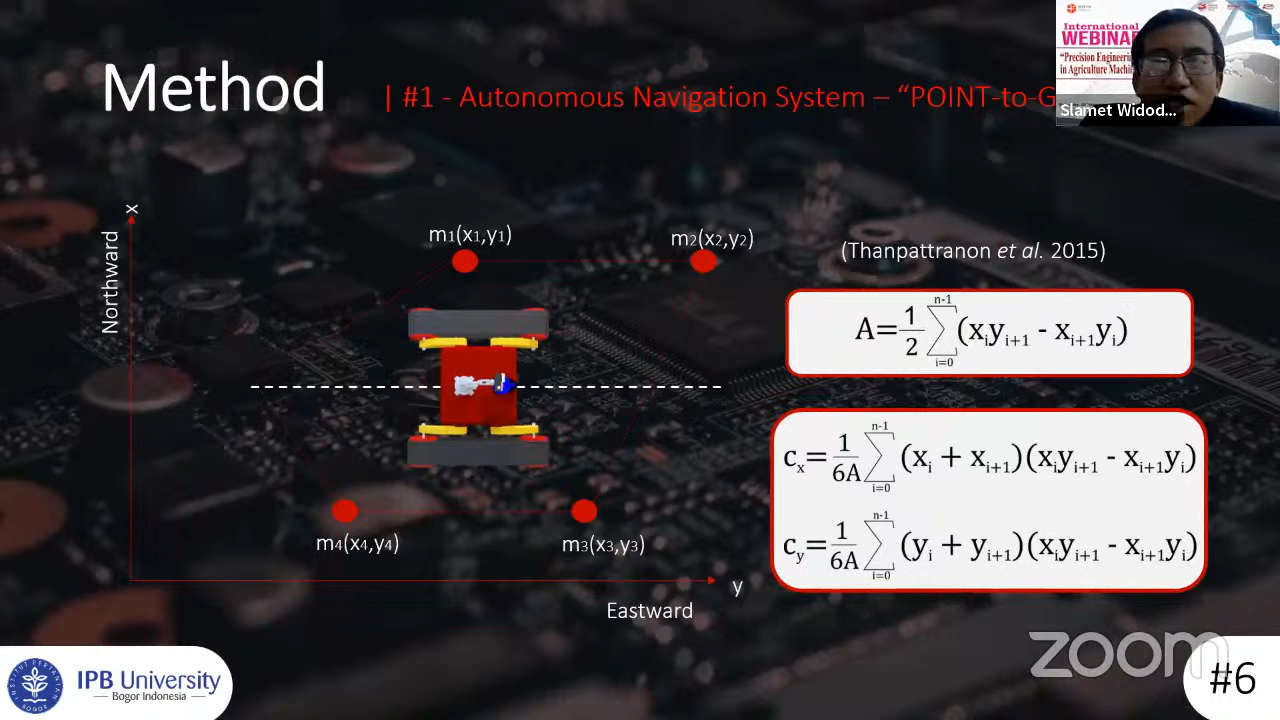 International
WEBINAR
"Precision Engineering
in Agriculture Machin
Slamet Widod...
Method
| #1 - Autonomous Navigation System – “POINT-to-G
x
Northward
m1(x1,y1)
m2(x2,y2)
m4(x4,y4)
m3(x3,y3)
y
Eastward
(Thanpattranon et al. 2015)
A=1/2 ∑_{i=0}^{n-1} (x_i y_{i+1} - x_{i+1} y_i)
c_x=1/6A ∑_{i=0}^{n-1} (x_i + x_{i+1})(x_i y_{i+1} - x_{i+1} y_i)
c_y=1/6A ∑_{i=0}^{n-1} (y_i + y_{i+1})(x_i y_{i+1} - x_{i+1} y_i)
IPB University
Bogor Indonesia
zoom
#6